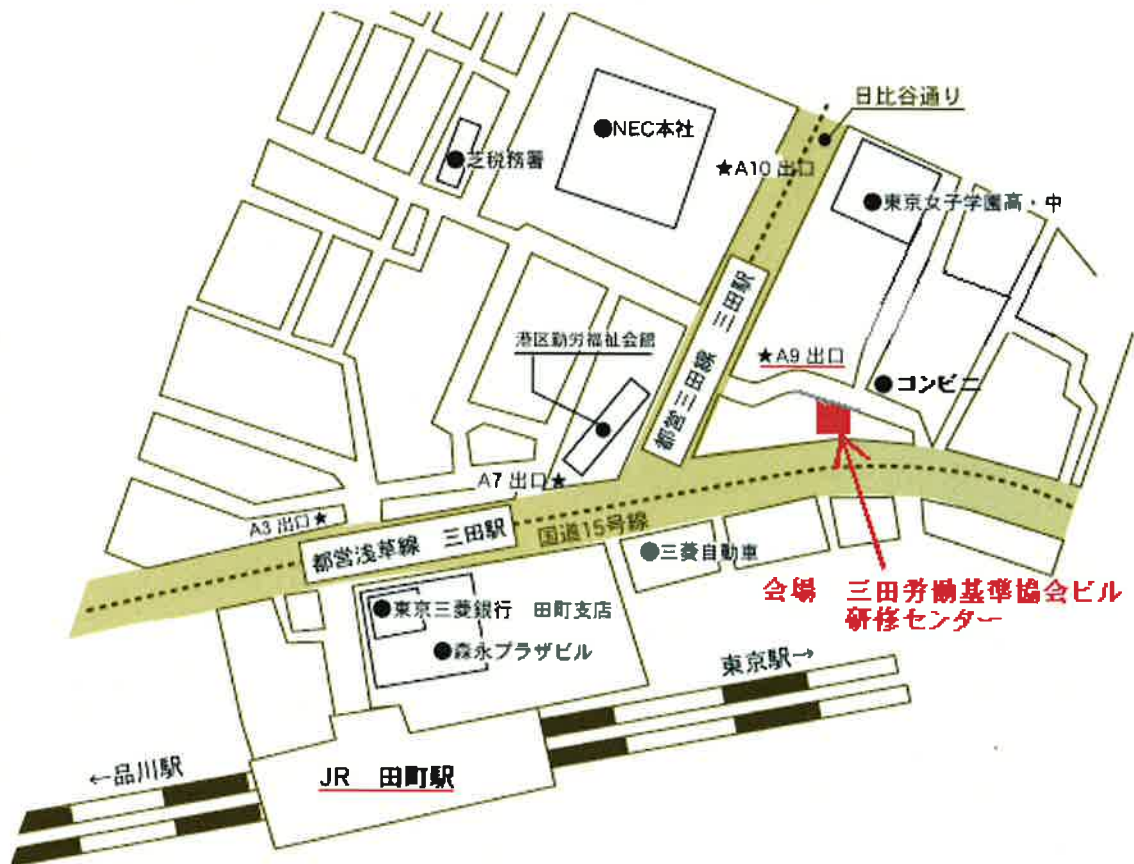 日比谷通り
●NEC本社
●芝税務署
★A10 出口
●東京女子学園高・中
港区勤労福祉会館
都営三田線 三田駅
★A9 出口
●コンビニ
A7 出口★
A3 出口★
都営浅草線 三田駅
国道15号線
●三菱自動車
会場 三田労働基準協会ビル
研修センター
●東京三菱銀行 田町支店
●森永プラザビル
東京駅→
←品川駅
JR 田町駅